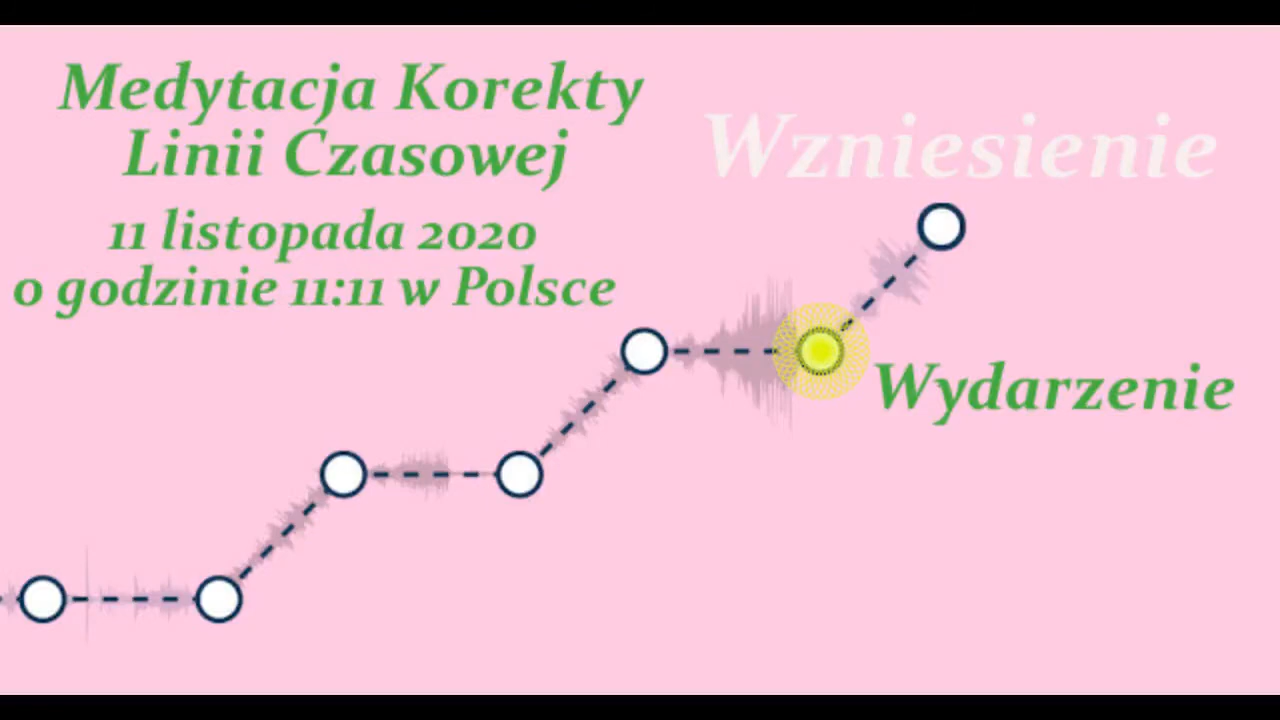 Medytacja Korekty
Linii Czasowej
11 listopada 2020
o godzinie 11:11 w Polsce
Wzniesienie
Wydarzenie